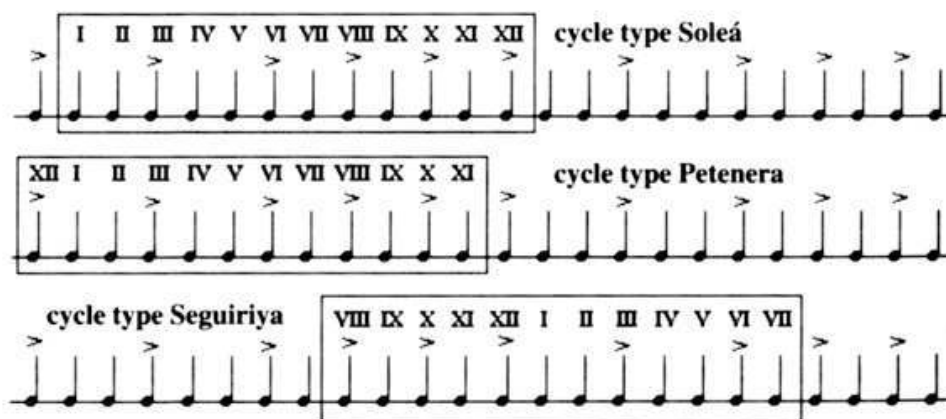 I II III IV V VI VII VIII IX X XI XII cycle type Soleá
XII I II III IV V VI VII VIII IX X XI cycle type Petenera
cycle type Seguiriya VIII IX X XI XII I II III IV V VI VII